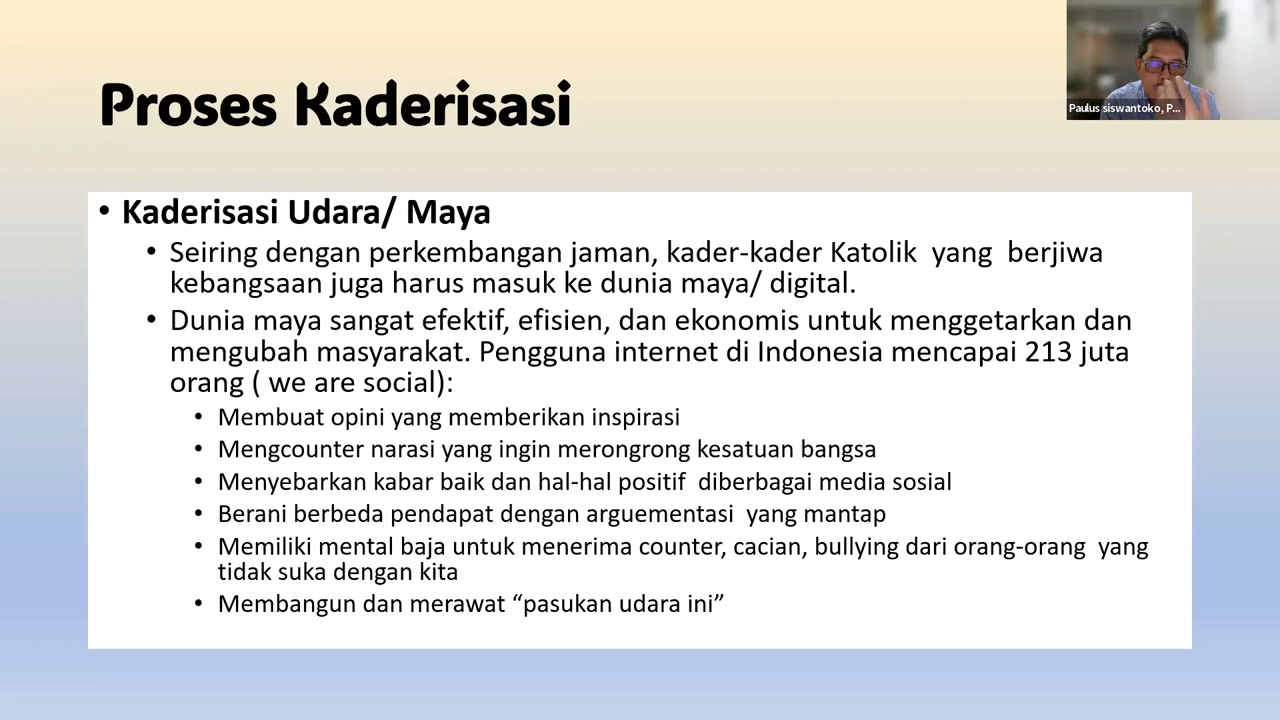 Proses Kaderisasi
Paulus siswantoko, P...
• Kaderisasi Udara/ Maya
• Seiring dengan perkembangan jaman, kader-kader Katolik  yang  berjiwa
kebangsaan juga harus masuk ke dunia maya/ digital.
• Dunia maya sangat efektif, efisien, dan ekonomis untuk menggetarkan dan
mengubah masyarakat. Pengguna internet di Indonesia mencapai 213 juta
orang ( we are social):
• Membuat opini yang memberikan inspirasi
• Mengcounter narasi yang ingin merongrong kesatuan bangsa
• Menyebarkan kabar baik dan hal-hal positif  diberbagai media sosial
• Berani berbeda pendapat dengan arguementasi  yang mantap
• Memiliki mental baja untuk menerima counter, cacian, bullying dari orang-orang  yang
tidak suka dengan kita
• Membangun dan merawat “pasukan udara ini”